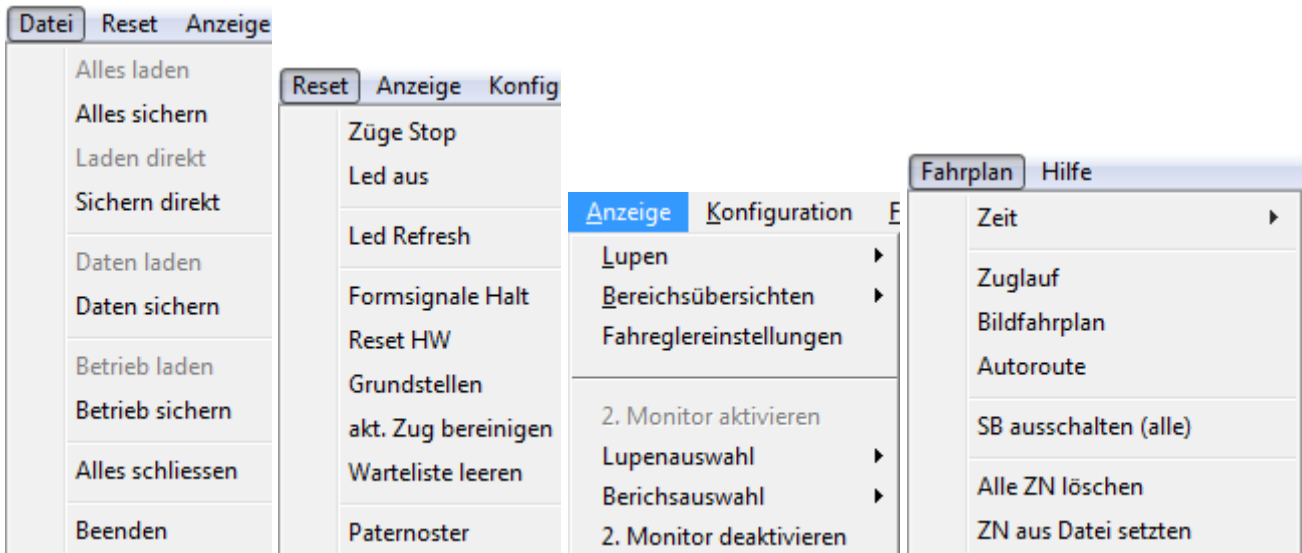 Datei Reset Anzeige
Alles laden
Alles sichern
Laden direkt
Sichern direkt
Daten laden
Daten sichern
Betrieb laden
Betrieb sichern
Alles schliessen
Beenden
Reset Anzeige Konfig
Züge Stop
Led aus
Led Refresh
Formsignale Halt
Reset HW
Grundstellen
akt. Zug bereinigen
Warteliste leeren
Paternoster
Anzeige Konfiguration F
Lupen
Bereichsübersichten
Fahreglereinstellungen
2. Monitor aktivieren
Lupenauswahl
Berichsauswahl
2. Monitor deaktivieren
Fahrplan Hilfe
Zeit
Zuglauf
Bildfahrplan
Autoroute
SB ausschalten (alle)
Alle ZN löschen
ZN aus Datei setzten